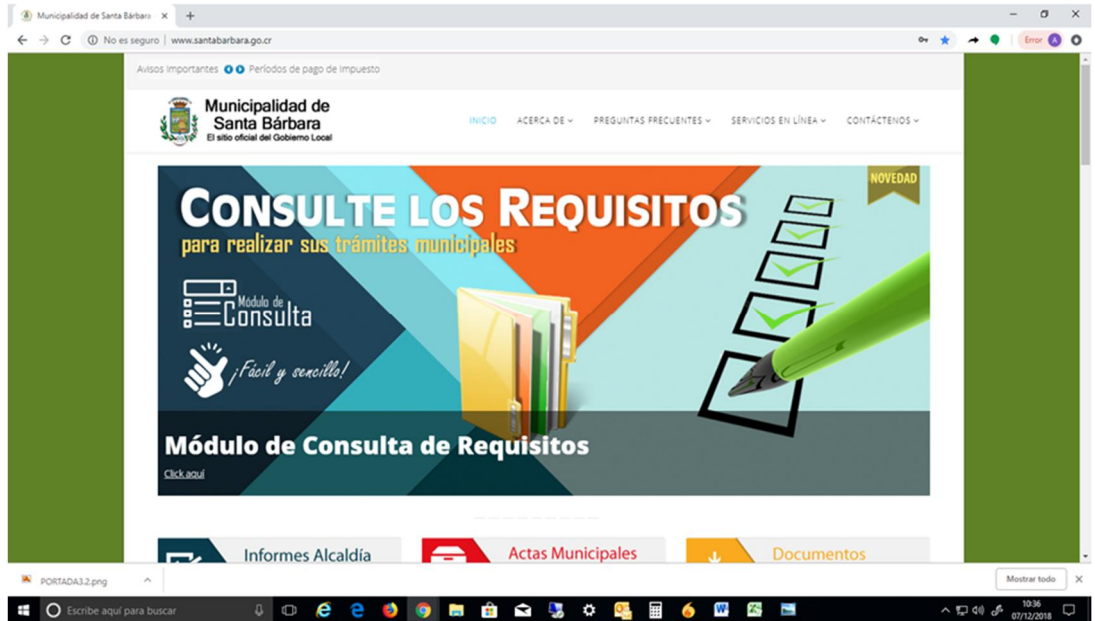 Municipalidad de Santa Bárbara
No es seguro | www.santabarbara.go.cr
Error A
Avisos Importantes Períodos de pago de Impuesto
Municipalidad de
Santa Bárbara
El sitio oficial del Gobierno Local
INICIO ACERCA DE PREGUNTAS FRECUENTES SERVICIOS EN LÍNEA CONTÁCTENOS
NOVEDAD
CONSULTE LOS REQUISITOS
para realizar sus trámites municipales
Módulo de
Consulta
¡Fácil y sencillo!
Módulo de Consulta de Requisitos
Click aquí
Informes Alcaldía
Actas Municipales
Documentos
PORTADA3.2.png
Mostrar todo
Escribe aquí para buscar
10:36
07/12/2018